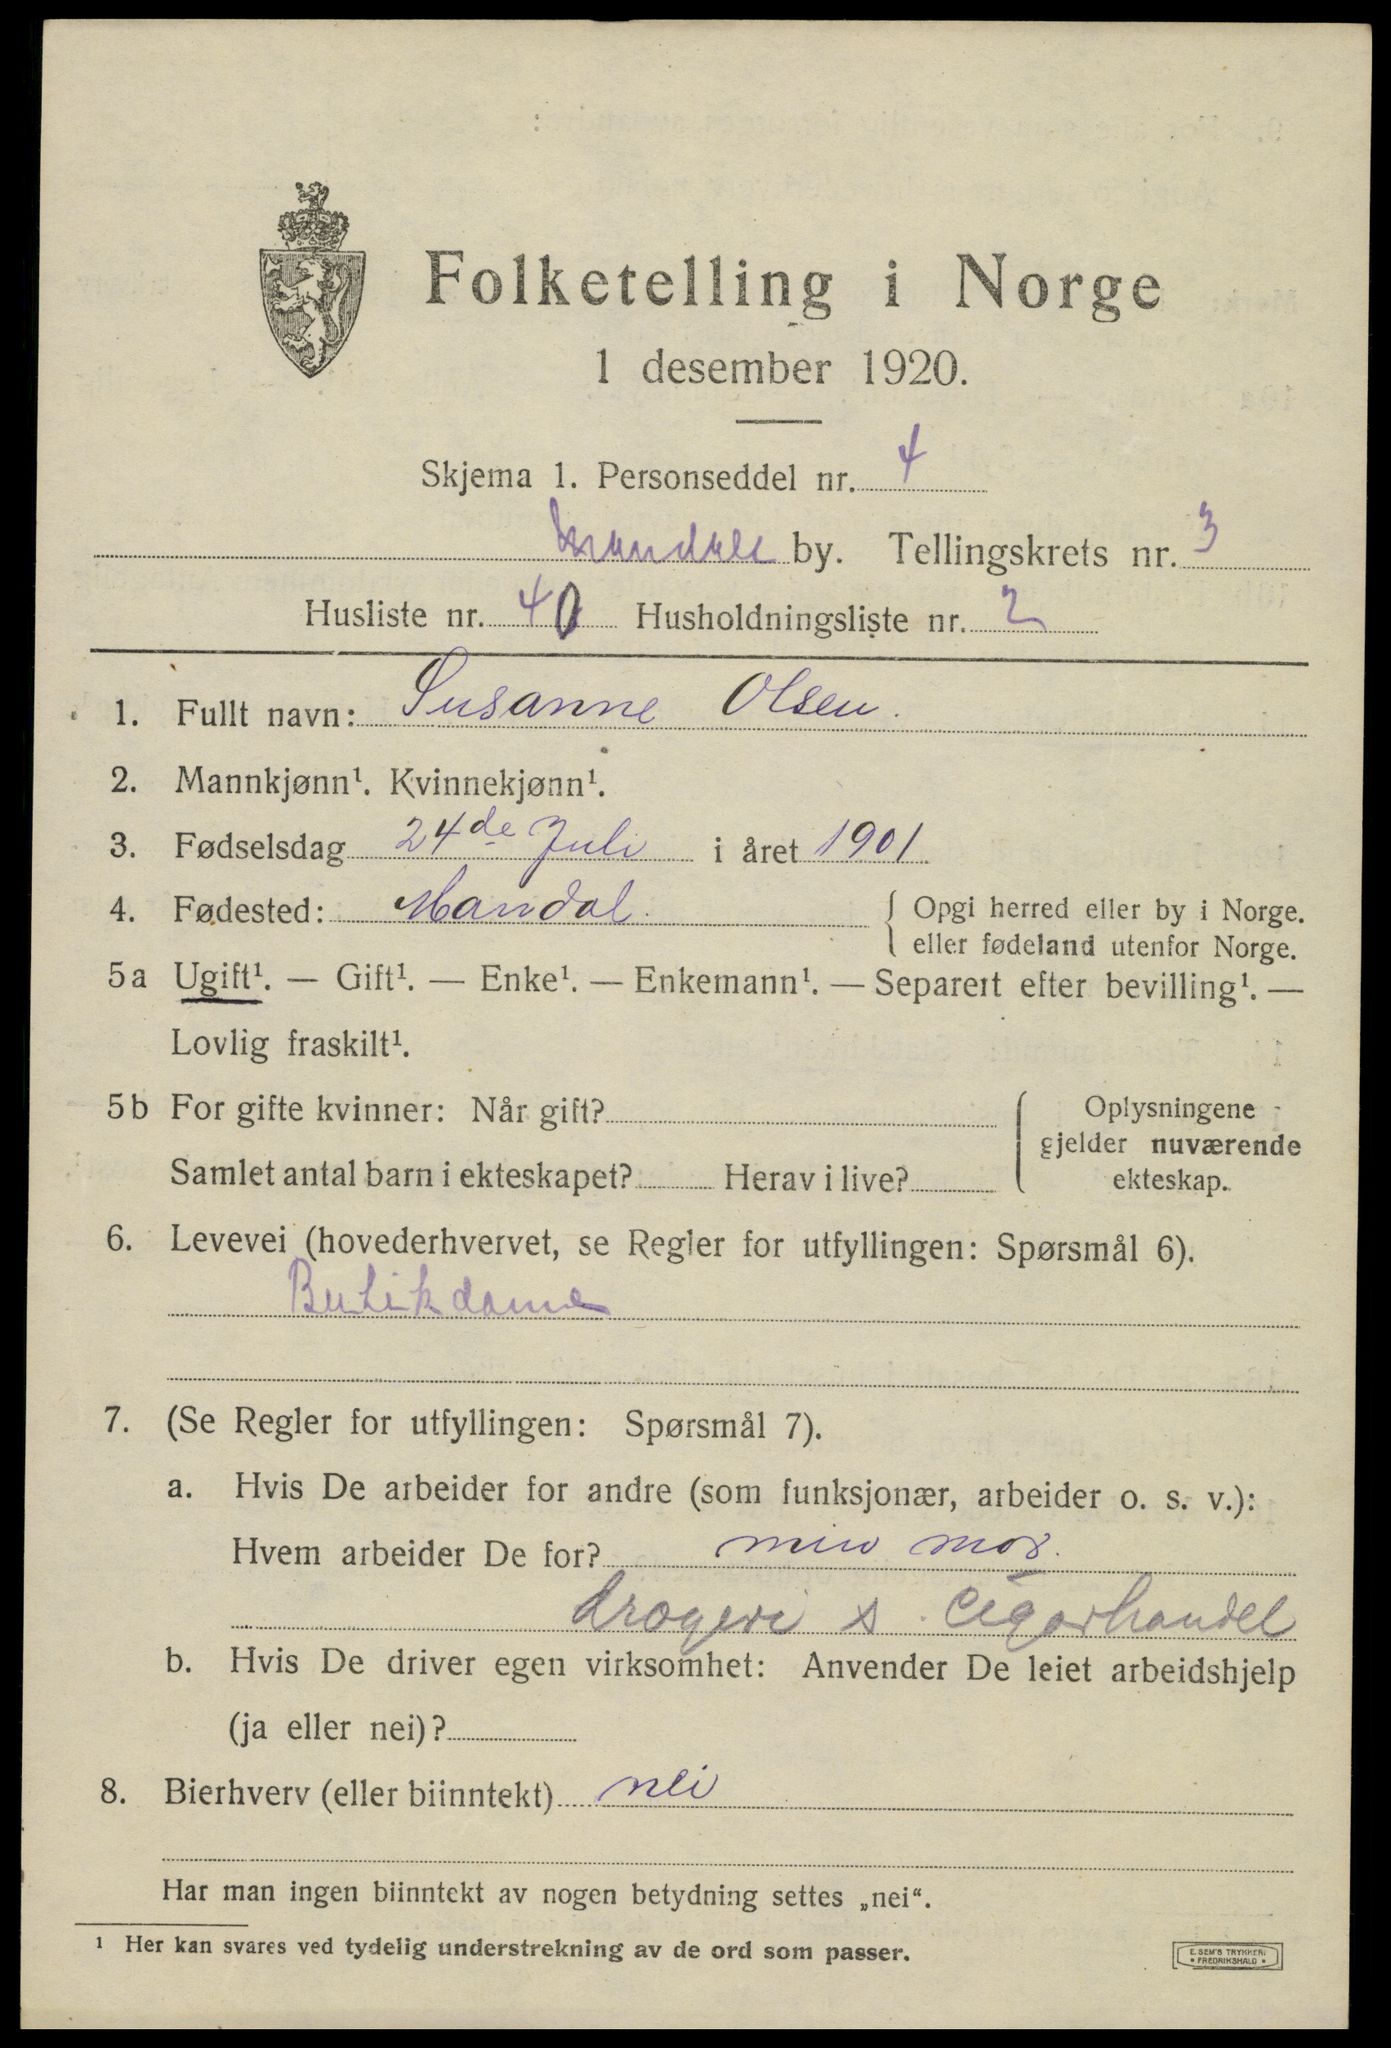 Folketelling i Norge
1 desember 1920.
Skjema 1. Personseddel nr. 4
Mandals by. Tellingskrets nr. 3
Husliste nr. 40 Husholdningsliste nr. 2
1. Fullt navn: Susanne Olsen.
2. Mannkjønn¹. Kvinnekjønn¹.
3. Fødselsdag 24de Juli i året 1901
4. Fødested: Mandal. { Opgi herred eller by i Norge.
eller fødeland utenfor Norge.
5a Ugift¹. — Gift¹. — Enke¹. — Enkemann¹. — Separert efter bevilling¹. —
Lovlig fraskilt¹.
5b For gifte kvinner: Når gift? Oplysningene
gjelder nuværende
Samlet antal barn i ekteskapet? Herav i live? ekteskap.
6. Levevei (hovederhvervet, se Regler for utfyllingen: Spørsmål 6).
Butikdame
7. (Se Regler for utfyllingen: Spørsmål 7).
a. Hvis De arbeider for andre (som funksjonær, arbeider o. s. v.):
Hvem arbeider De for? min mor.
drogeri & Cigarhandel
b. Hvis De driver egen virksomhet: Anvender De leiet arbeidshjelp
(ja eller nei)?
8. Bierhverv (eller biinntekt) nei
Har man ingen biinntekt av nogen betydning settes „nei“.
¹ Her kan svares ved tydelig understrekning av de ord som passer.
E. SEM'S TRYKKERI
• FREDRIKSHALD •